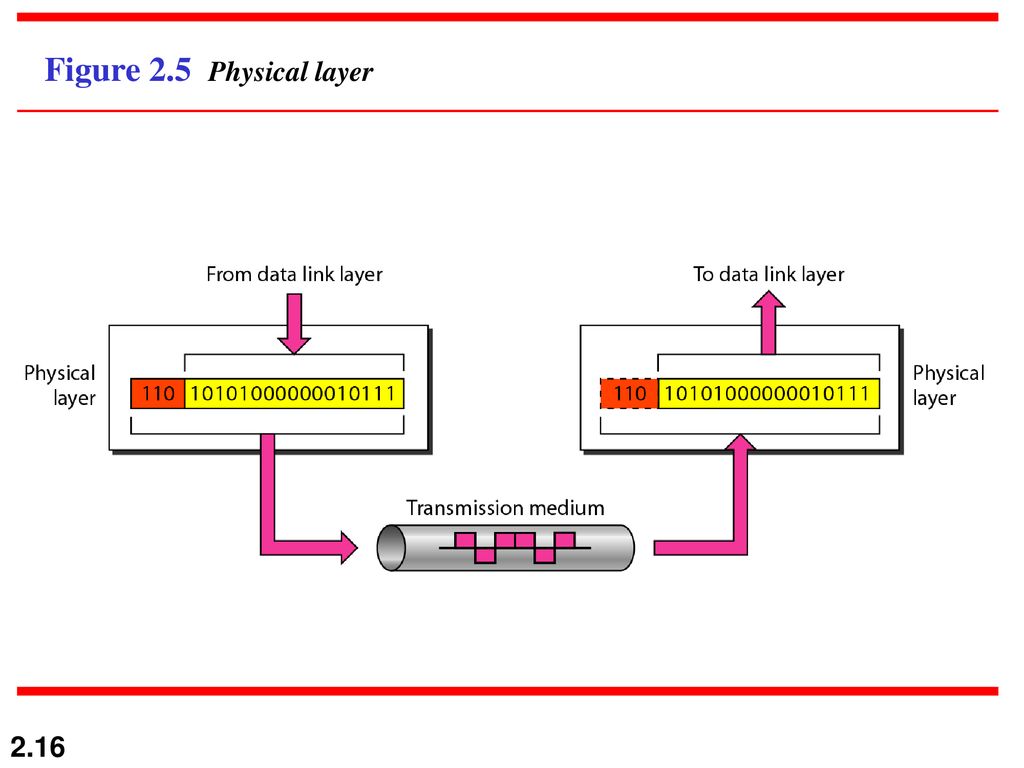 Figure 2.5 Physical layer
From data link layer
To data link layer
Physical
layer
110 10101000000010111
110 10101000000010111
Physical
layer
Transmission medium
2.16